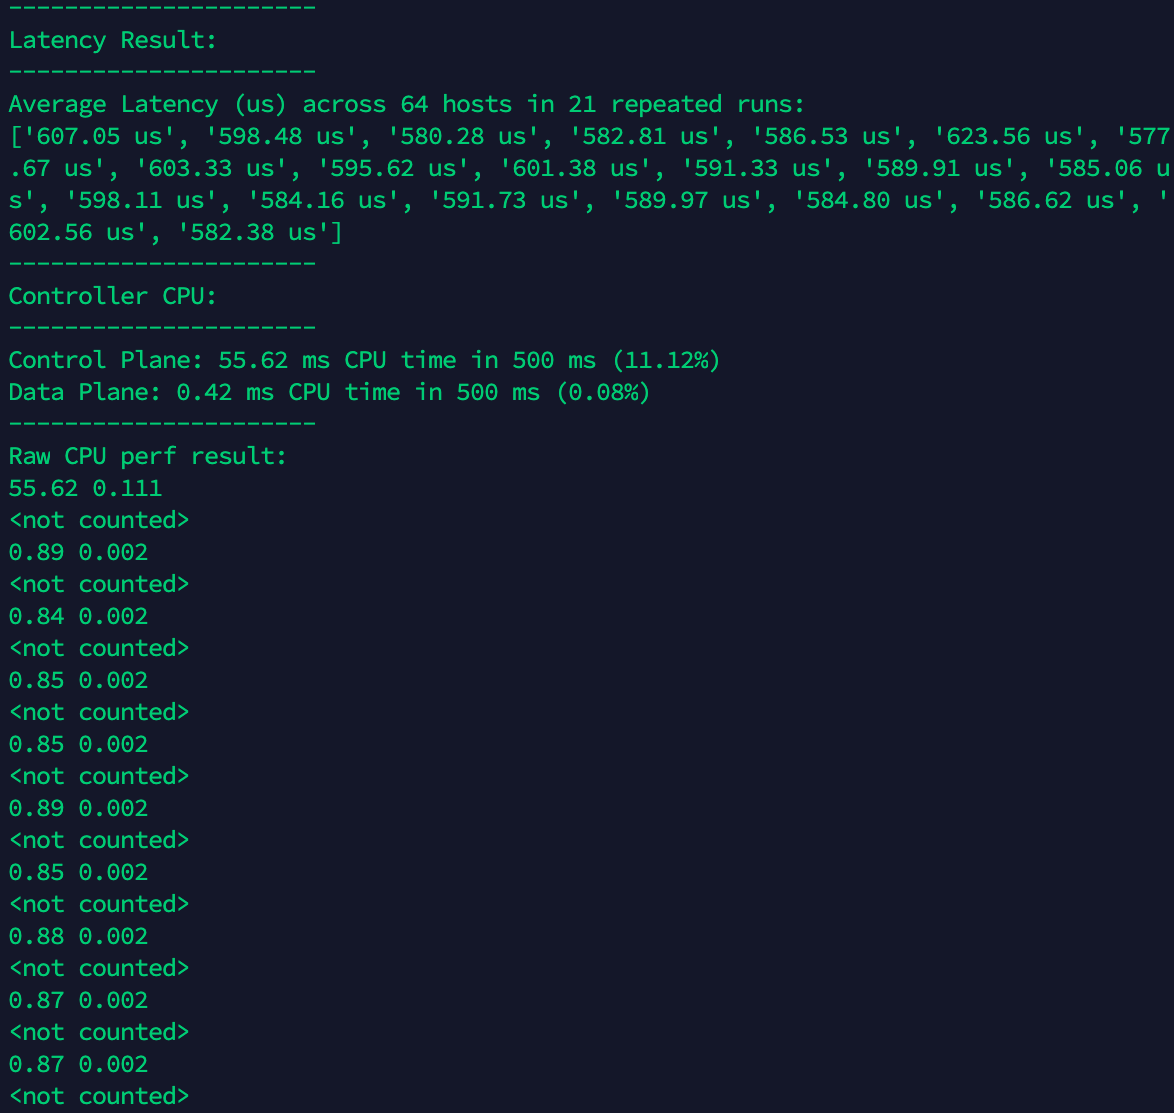 ----------------------
Latency Result:
----------------------
Average Latency (us) across 64 hosts in 21 repeated runs:
['607.05 us', '598.48 us', '580.28 us', '582.81 us', '586.53 us', '623.56 us', '577
.67 us', '603.33 us', '595.62 us', '601.38 us', '591.33 us', '589.91 us', '585.06 u
s', '598.11 us', '584.16 us', '591.73 us', '589.97 us', '584.80 us', '586.62 us', '
602.56 us', '582.38 us']
----------------------
Controller CPU:
----------------------
Control Plane: 55.62 ms CPU time in 500 ms (11.12%)
Data Plane: 0.42 ms CPU time in 500 ms (0.08%)
----------------------
Raw CPU perf result:
55.62 0.111
<not counted>
0.89 0.002
<not counted>
0.84 0.002
<not counted>
0.85 0.002
<not counted>
0.85 0.002
<not counted>
0.89 0.002
<not counted>
0.85 0.002
<not counted>
0.88 0.002
<not counted>
0.87 0.002
<not counted>
0.87 0.002
<not counted>